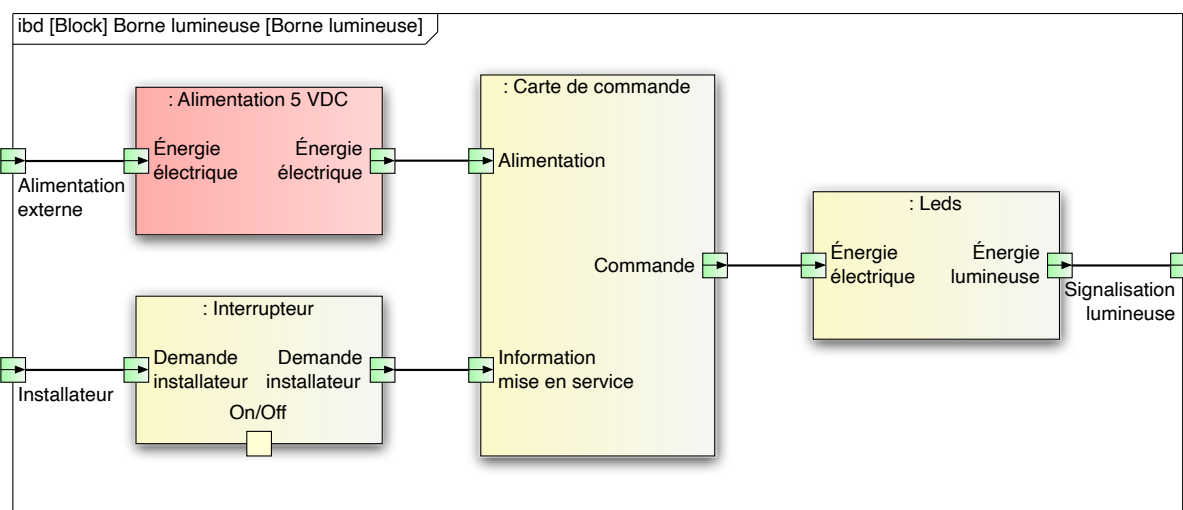 ibd [Block] Borne lumineuse [Borne lumineuse]
: Alimentation 5 VDC
Énergie
électrique
Énergie
électrique
Alimentation
externe
: Carte de commande
Alimentation
Commande
Information
mise en service
: Leds
Énergie
électrique
Énergie
lumineuse
Signalisation
lumineuse
: Interrupteur
Demande
installateur
Demande
installateur
On/Off
Installateur